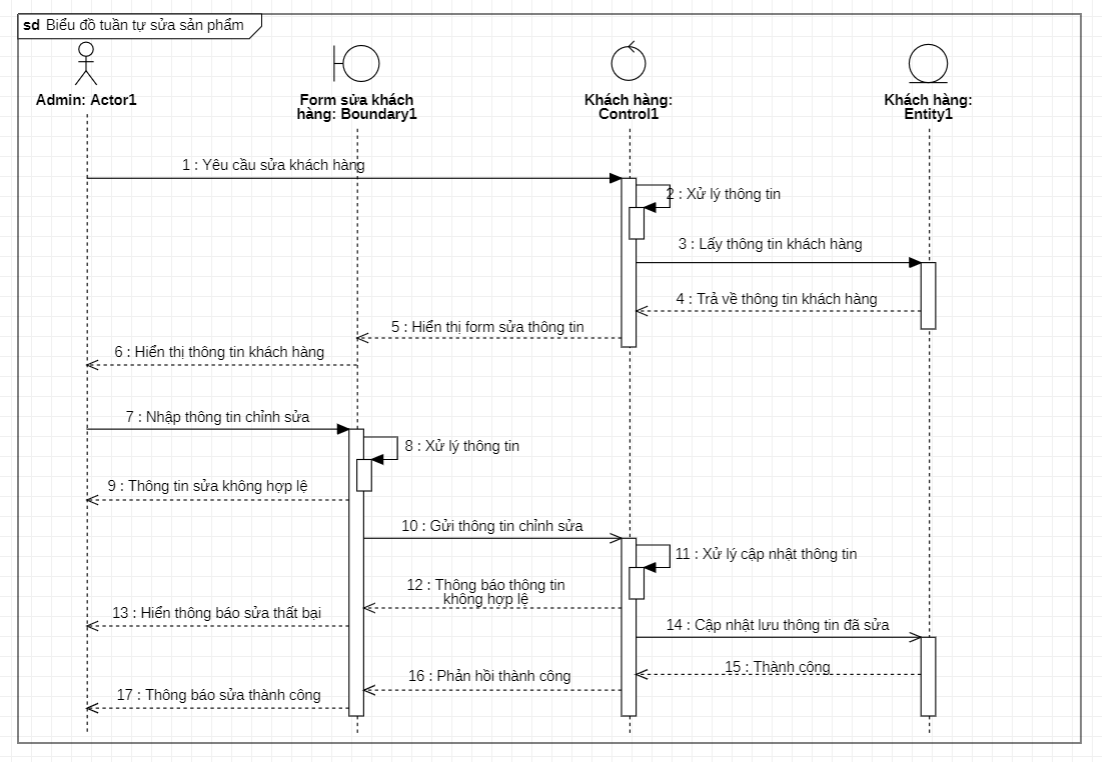 sd Biểu đồ tuần tự sửa sản phẩm
Admin: Actor1
Form sửa khách
hàng: Boundary1
Khách hàng:
Control1
Khách hàng:
Entity1
1 : Yêu cầu sửa khách hàng
2 : Xử lý thông tin
3 : Lấy thông tin khách hàng
4 : Trả về thông tin khách hàng
5 : Hiển thị form sửa thông tin
6 : Hiển thị thông tin khách hàng
7 : Nhập thông tin chỉnh sửa
8 : Xử lý thông tin
9 : Thông tin sửa không hợp lệ
10 : Gửi thông tin chỉnh sửa
11 : Xử lý cập nhật thông tin
12 : Thông báo thông tin
không hợp lệ
13 : Hiển thông báo sửa thất bại
14 : Cập nhật lưu thông tin đã sửa
15 : Thành công
16 : Phản hồi thành công
17 : Thông báo sửa thành công